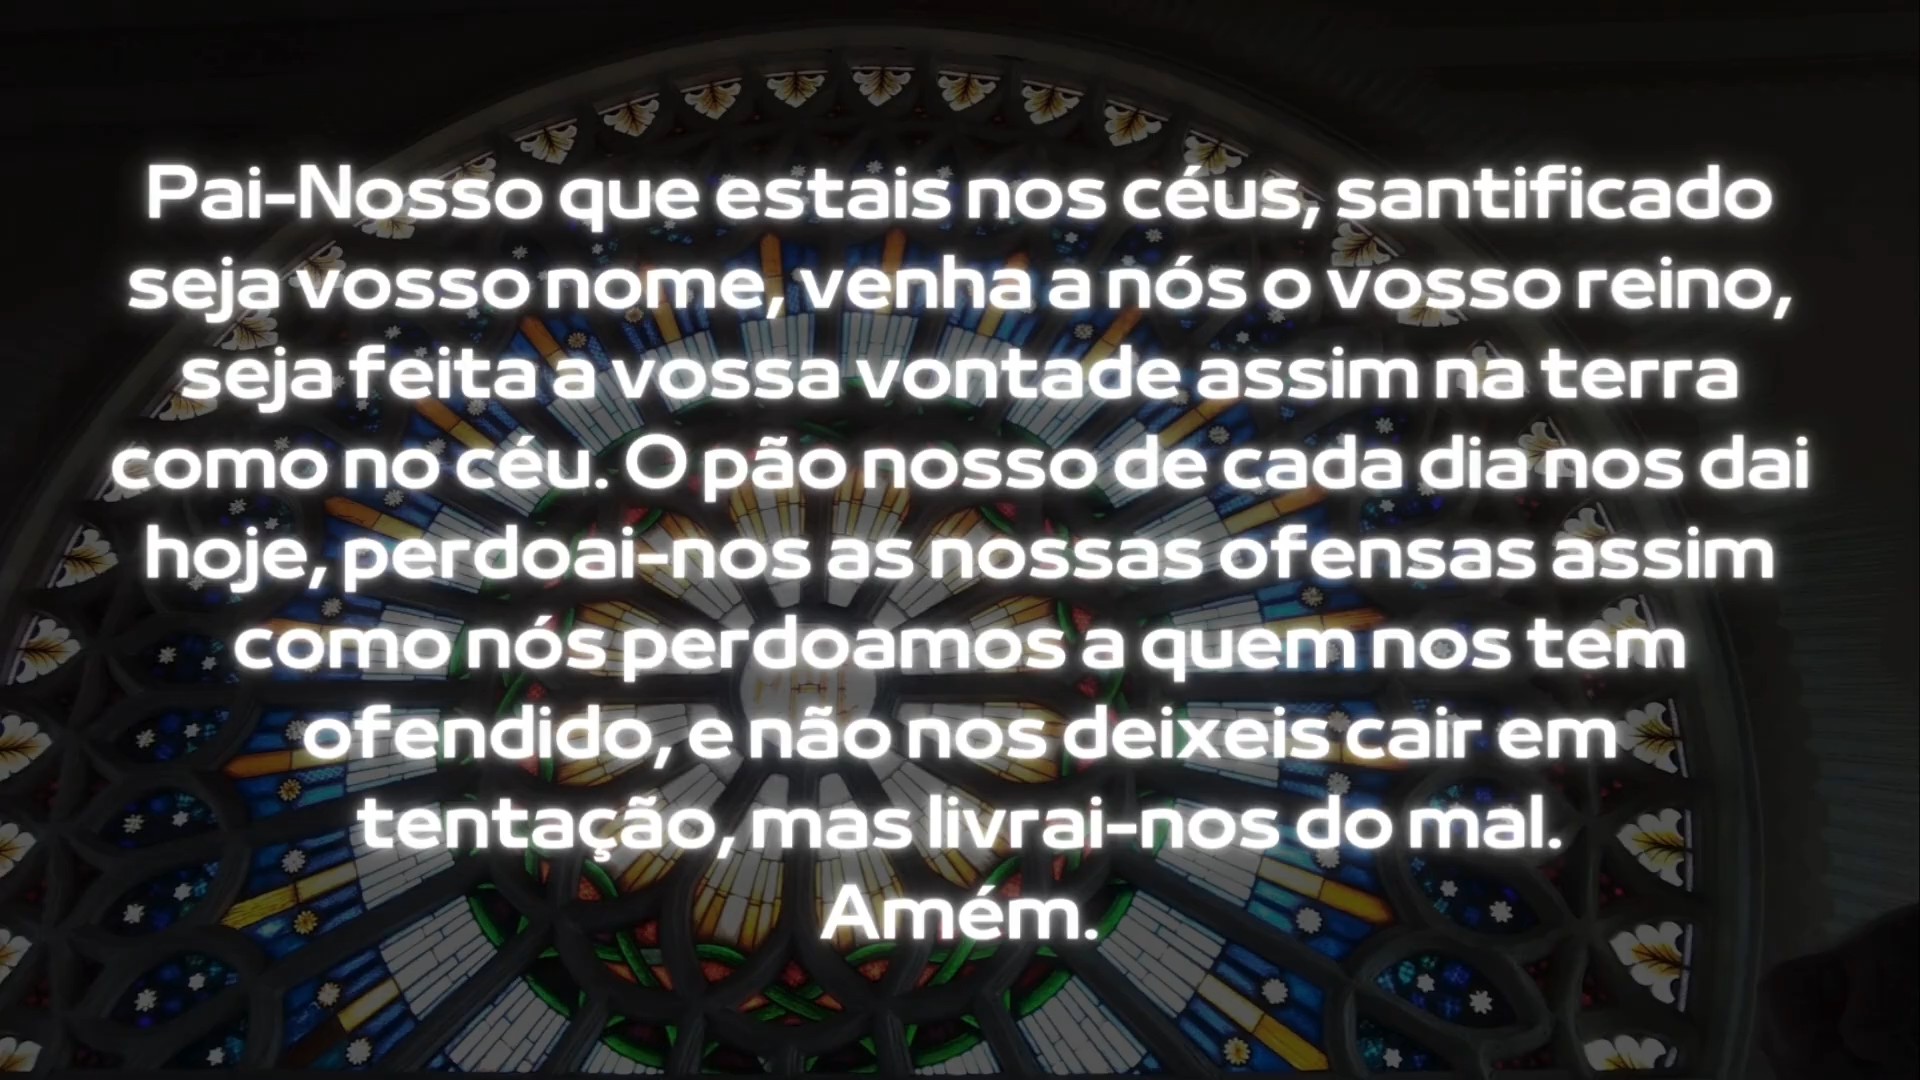 Pai-Nosso que estais nos céus, santificado
seja vosso nome, venha a nós o vosso reino,
seja feita a vossa vontade assim na terra
como no céu. O pão nosso de cada dia nos dai
hoje, perdoai-nos as nossas ofensas assim
como nós perdoamos a quem nos tem
ofendido, e não nos deixeis cair em
tentação, mas livrai-nos do mal.
Amém.